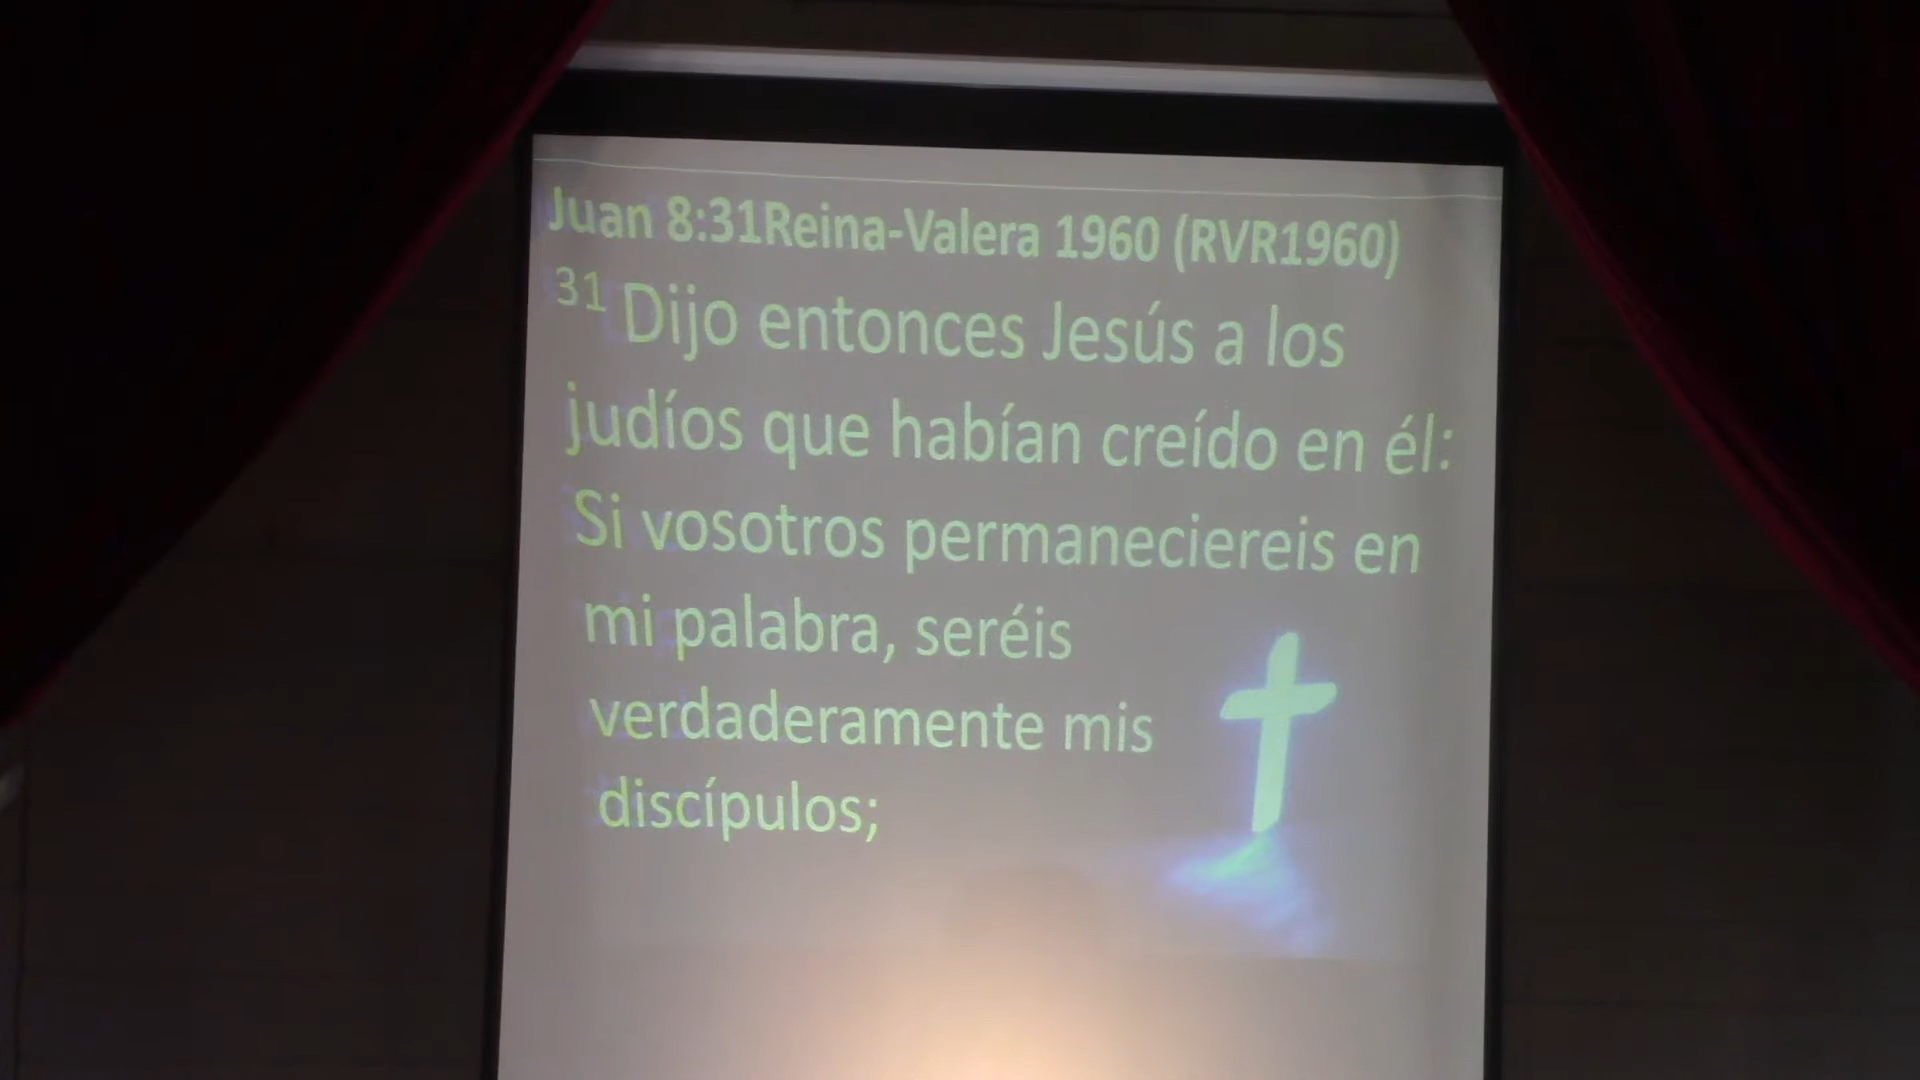 Juan 8:31Reina-Valera 1960 (RVR1960)
31 Dijo entonces Jesús a los
judíos que habían creído en él:
Si vosotros permaneciereis en
mi palabra, seréis
verdaderamente mis
discípulos;